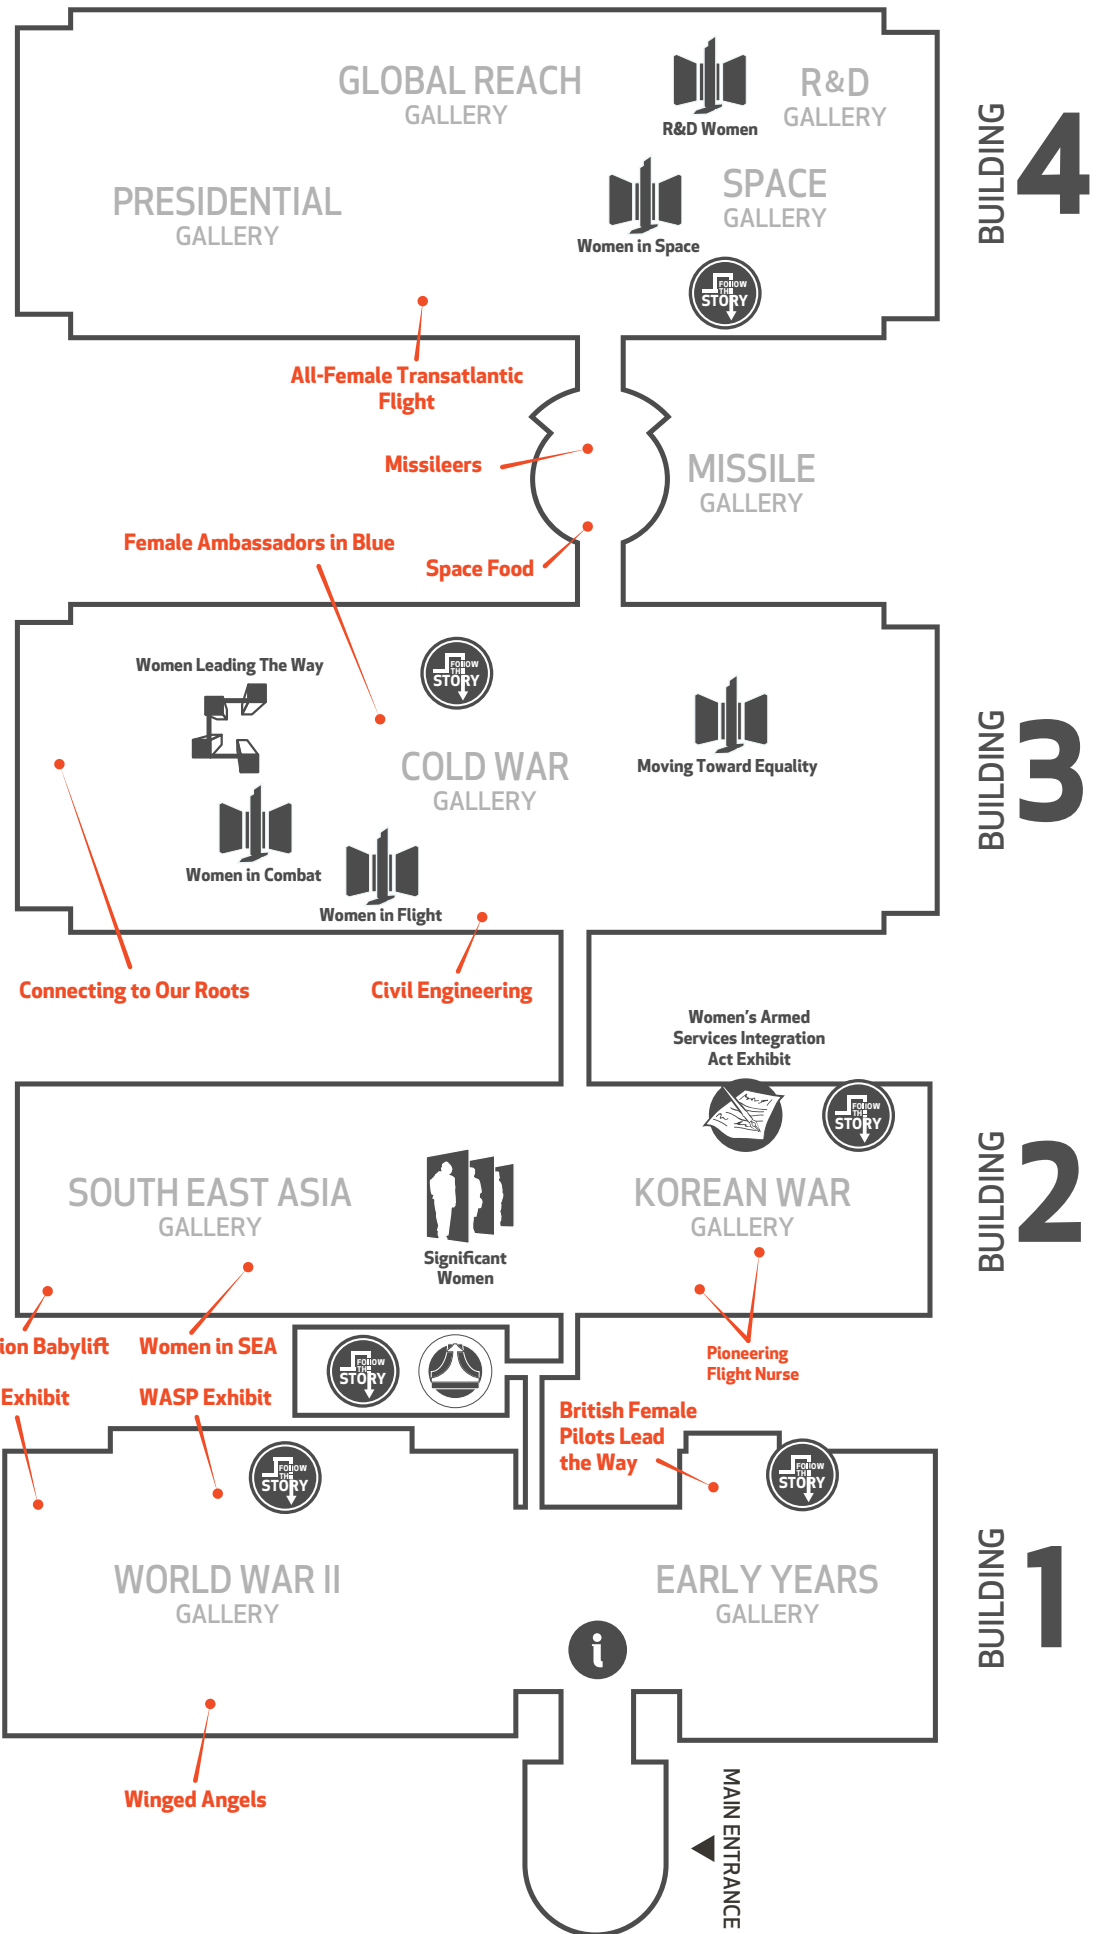 GLOBAL REACH
GALLERY
R&D
GALLERY
R&D Women
PRESIDENTIAL
GALLERY
SPACE
GALLERY
Women in Space
FOLLOW
THE
STORY
BUILDING
4
All-Female Transatlantic
Flight
Missileers
MISSILE
GALLERY
Female Ambassadors in Blue
Space Food
Women Leading The Way
FOLLOW
THE
STORY
COLD WAR
GALLERY
Moving Toward Equality
Women in Combat
Women in Flight
BUILDING
3
Connecting to Our Roots
Civil Engineering
Women's Armed
Services Integration
Act Exhibit
FOLLOW
THE
STORY
SOUTH EAST ASIA
GALLERY
Significant
Women
KOREAN WAR
GALLERY
BUILDING
2
ion Babylift
Women in SEA
FOLLOW
THE
STORY
Pioneering
Flight Nurse
Exhibit
WASP Exhibit
British Female
Pilots Lead
the Way
FOLLOW
THE
STORY
FOLLOW
THE
STORY
WORLD WAR II
GALLERY
EARLY YEARS
GALLERY
i
BUILDING
1
Winged Angels
MAIN ENTRANCE